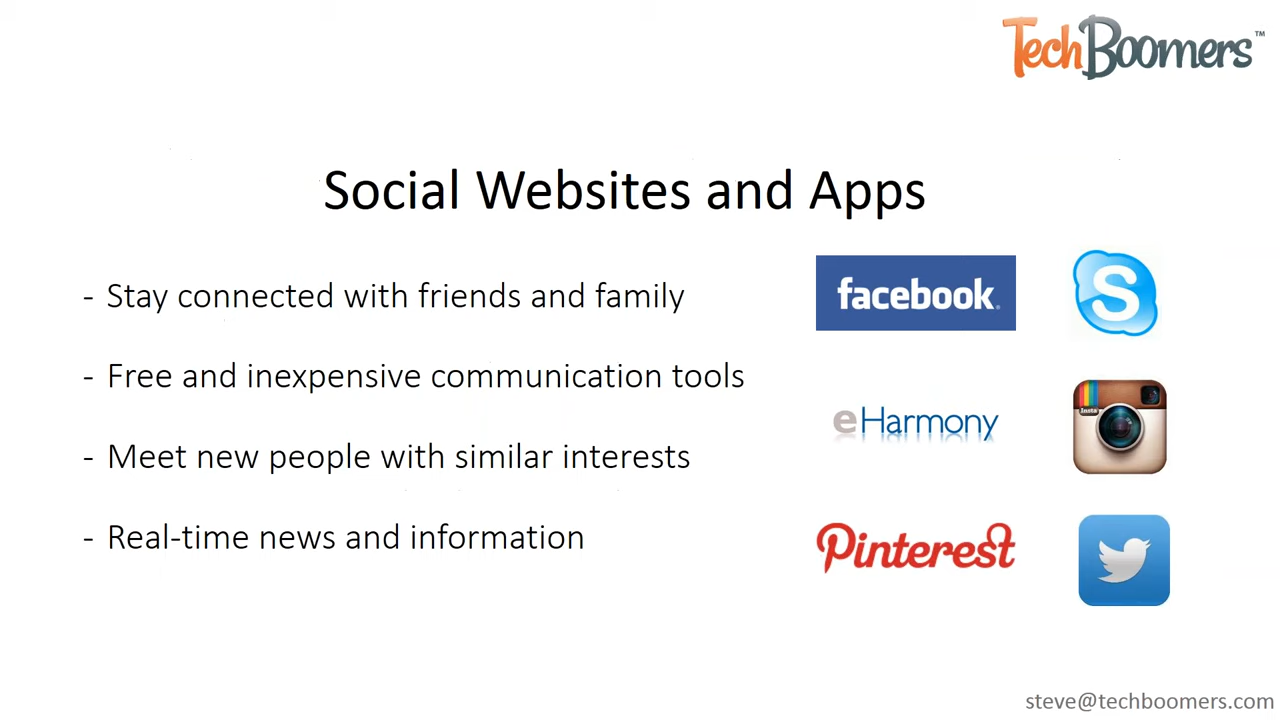 TechBoomers™
Social Websites and Apps
- Stay connected with friends and family
- Free and inexpensive communication tools
- Meet new people with similar interests
- Real-time news and information
facebook®
S
eHarmony
Insta
Pinterest
steve@techboomers.com